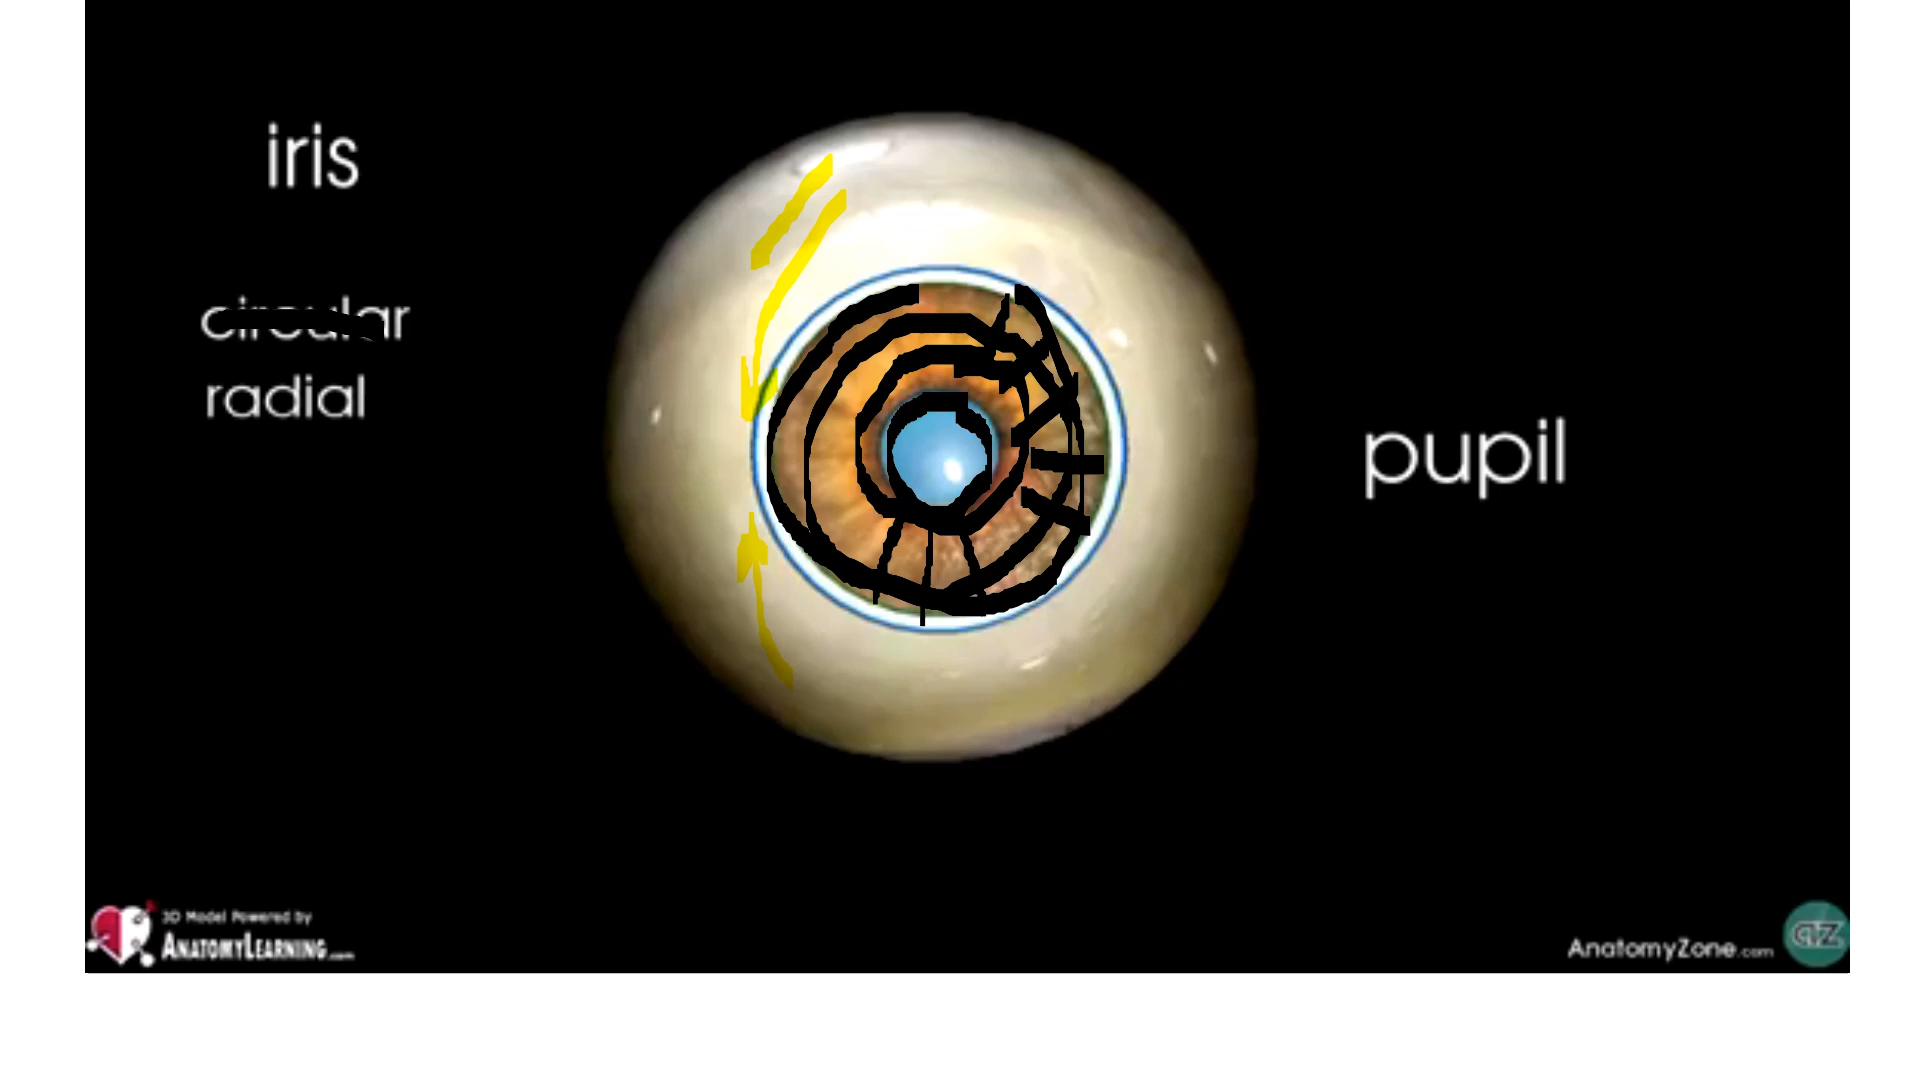 iris
circular
radial
pupil
3D Model Powered by
ANATOMYLEARNING.com
AnatomyZone.com
az